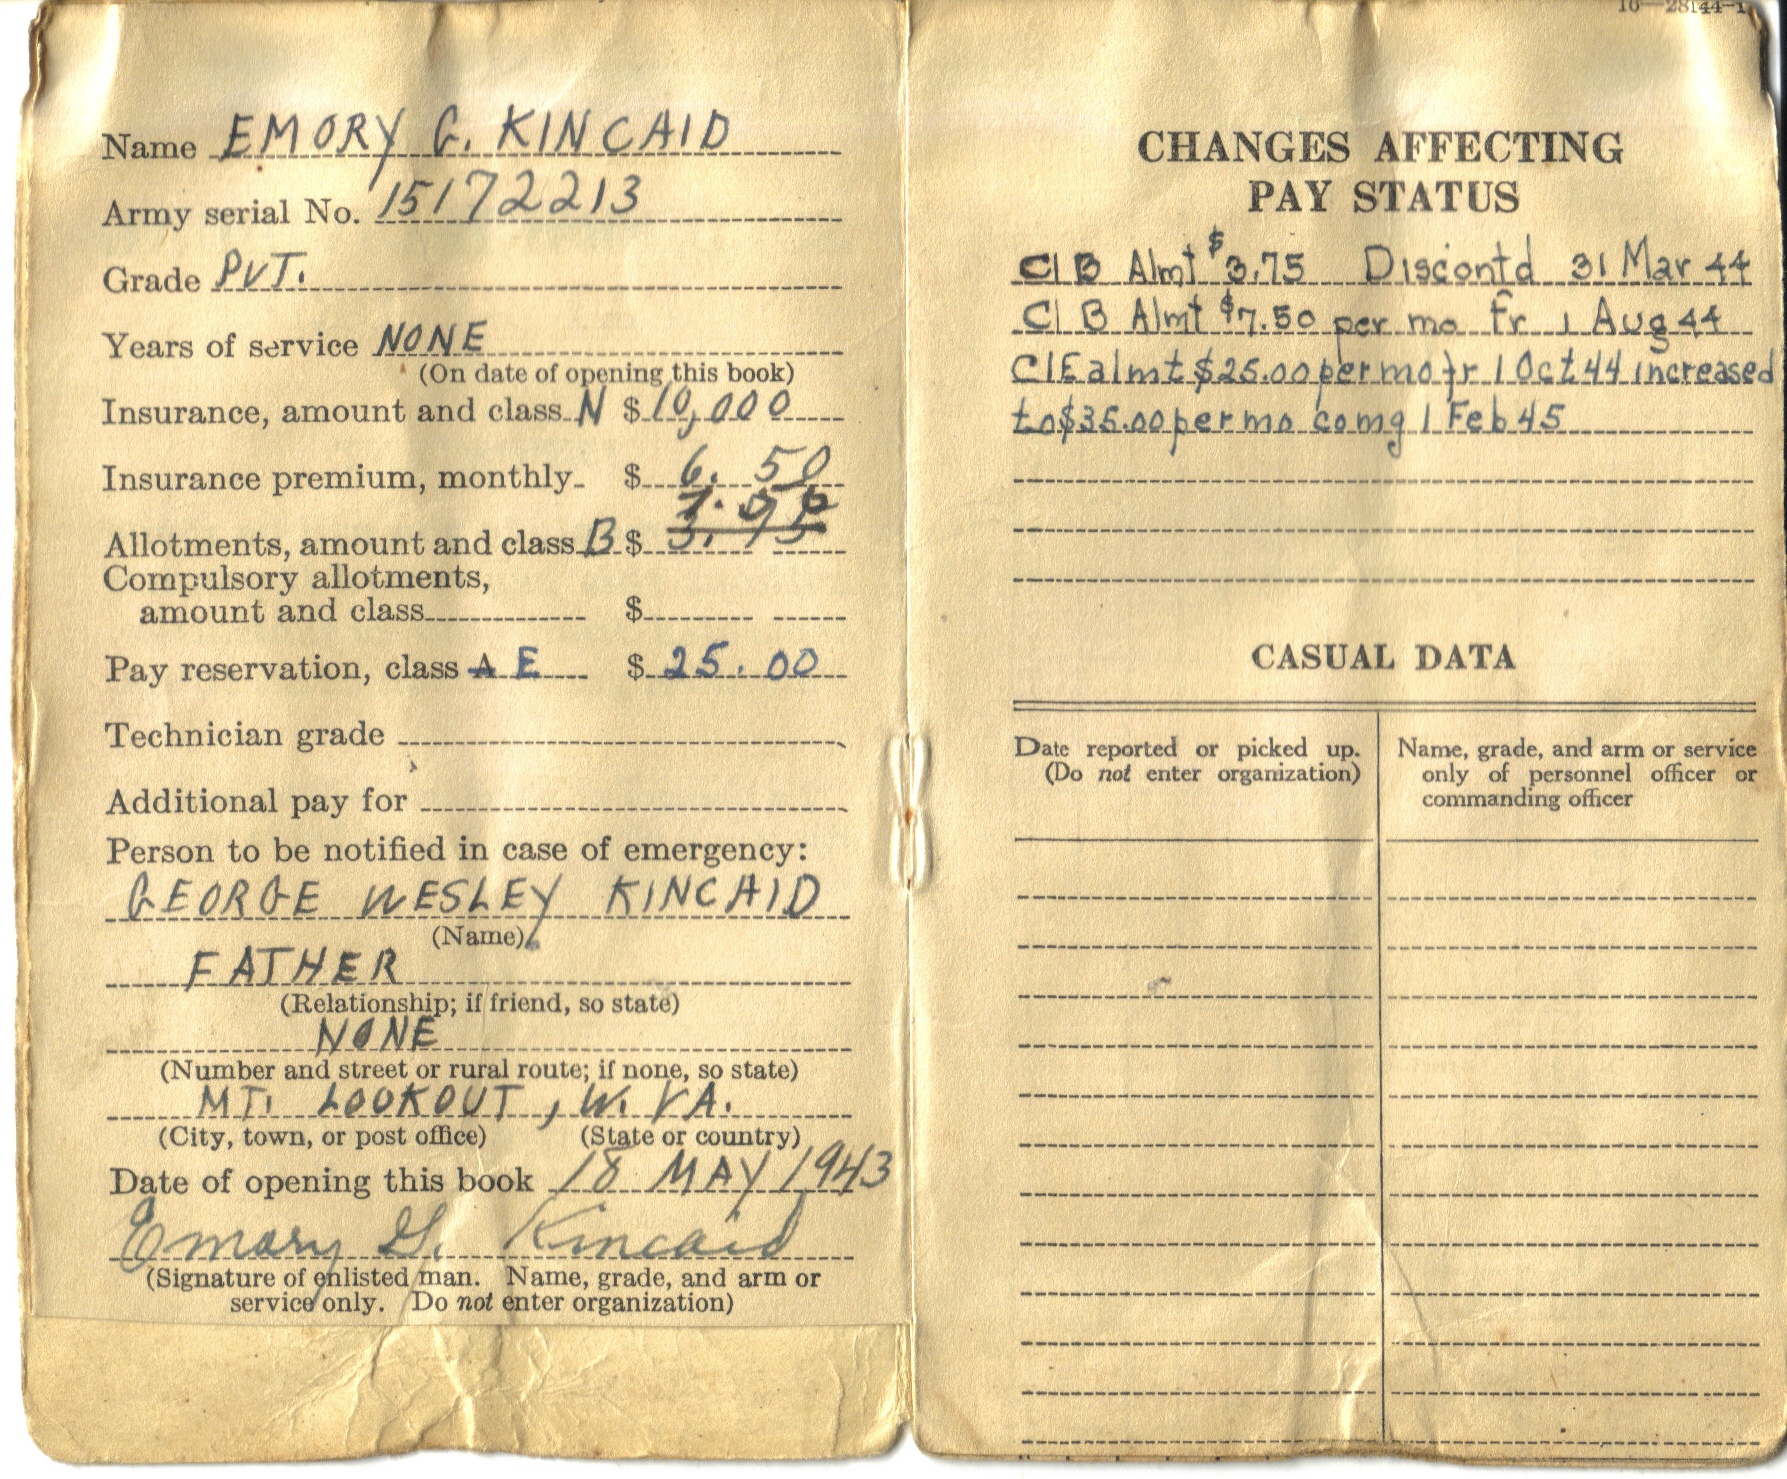 Name EMORY G. KINCAID
Army serial No. 15172213
Grade PVT.
Years of service NONE
(On date of opening this book)
Insurance, amount and class N $ 10,000
Insurance premium, monthly $ 6.50
7.50
Allotments, amount and class B $ 3.75
Compulsory allotments,
amount and class $
Pay reservation, class A E $ 25.00
Technician grade
Additional pay for
Person to be notified in case of emergency:
GEORGE WESLEY KINCAID
(Name)
FATHER
(Relationship; if friend, so state)
NONE
(Number and street or rural route; if none, so state)
MT. LOOKOUT, W. VA.
(City, town, or post office) (State or country)
Date of opening this book 18 MAY 1943
Emory G. Kincaid
(Signature of enlisted man. Name, grade, and arm or
service only. Do not enter organization)
16—28144-1
CHANGES AFFECTING
PAY STATUS
Cl B Almt $3.75 Discontd 31 Mar 44
Cl B Almt $7.50 per mo fr 1 Aug 44
Cl E almt $25.00 per mo fr 1 Oct 44 increased
to $35.00 per mo comg 1 Feb 45
CASUAL DATA
Date reported or picked up.
(Do not enter organization)
Name, grade, and arm or service
only of personnel officer or
commanding officer